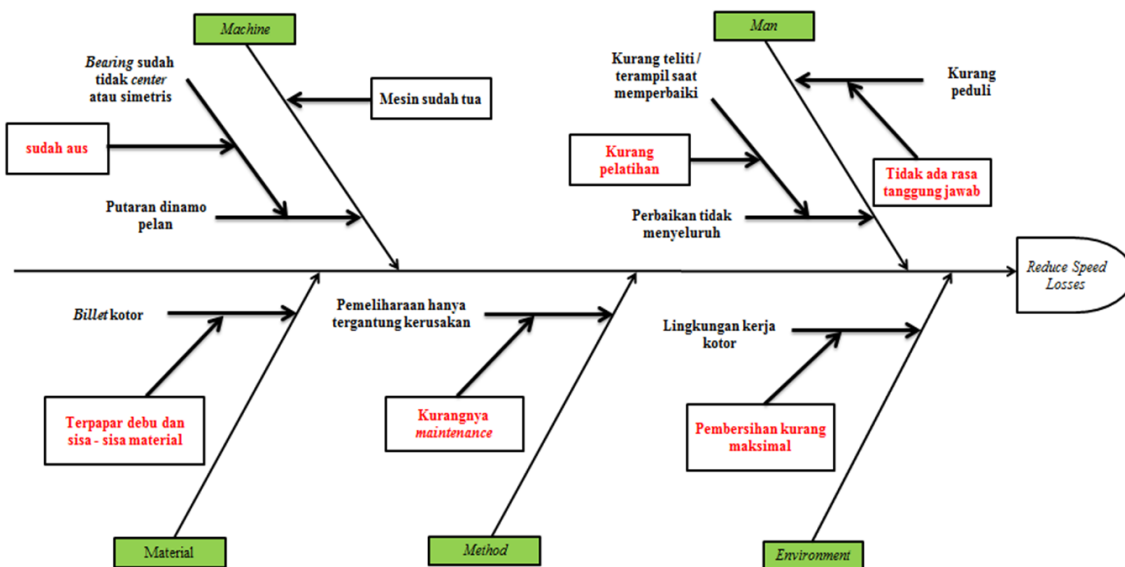 Machine
Man
Bearing sudah
tidak center
atau simetris
Mesin sudah tua
Kurang teliti /
terampil saat
memperbaiki
Kurang
peduli
sudah aus
Kurang
pelatihan
Tidak ada rasa
tanggung jawab
Putaran dinamo
pelan
Perbaikan tidak
menyeluruh
Reduce Speed
Losses
Billet kotor
Pemeliharaan hanya
tergantung kerusakan
Lingkungan kerja
kotor
Terpapar debu dan
sisa - sisa material
Kurangnya
maintenance
Pembersihan kurang
maksimal
Material
Method
Environment